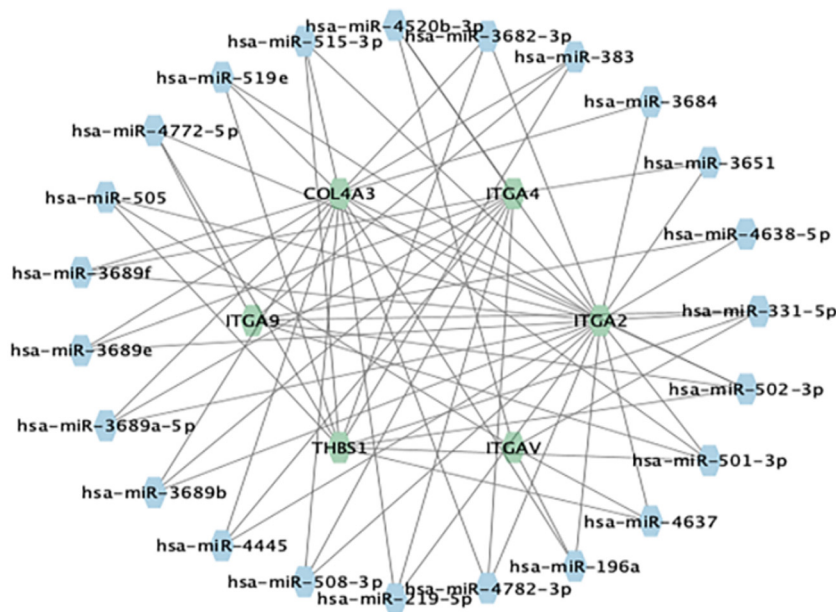 hsa-miR-4520b-3p
hsa-miR-515-3p
hsa-miR-3682-3p
hsa-miR-383
hsa-miR-519e
hsa-miR-3684
hsa-miR-4772-5p
hsa-miR-3651
hsa-miR-505
COL4A3
ITGA4
hsa-miR-4638-5p
hsa-miR-3689f
hsa-miR-331-5p
ITGA9
ITGA2
hsa-miR-3689e
hsa-miR-502-3p
hsa-miR-3689a-5p
THBS1
ITGAV
hsa-miR-501-3p
hsa-miR-3689b
hsa-miR-4637
hsa-miR-4445
hsa-miR-196a
hsa-miR-508-3p
hsa-miR-4782-3p
hsa-miR-219-5p